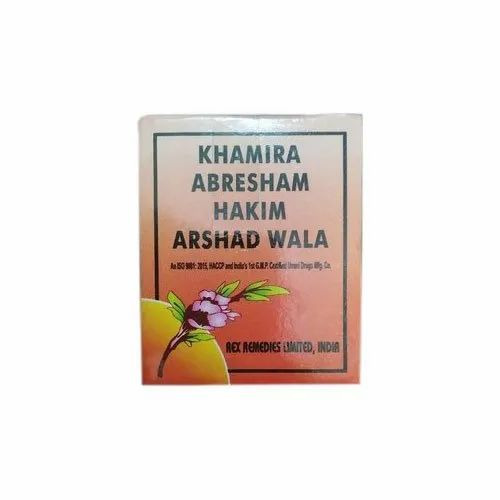 KHAMIRA
ABRESHAM
HAKIM
ARSHAD WALA
An ISO 9001: 2015, HACCP and India's 1st G.M.P. Certified Unani Drugs Mfg. Co.
REX REMEDIES LIMITED, INDIA